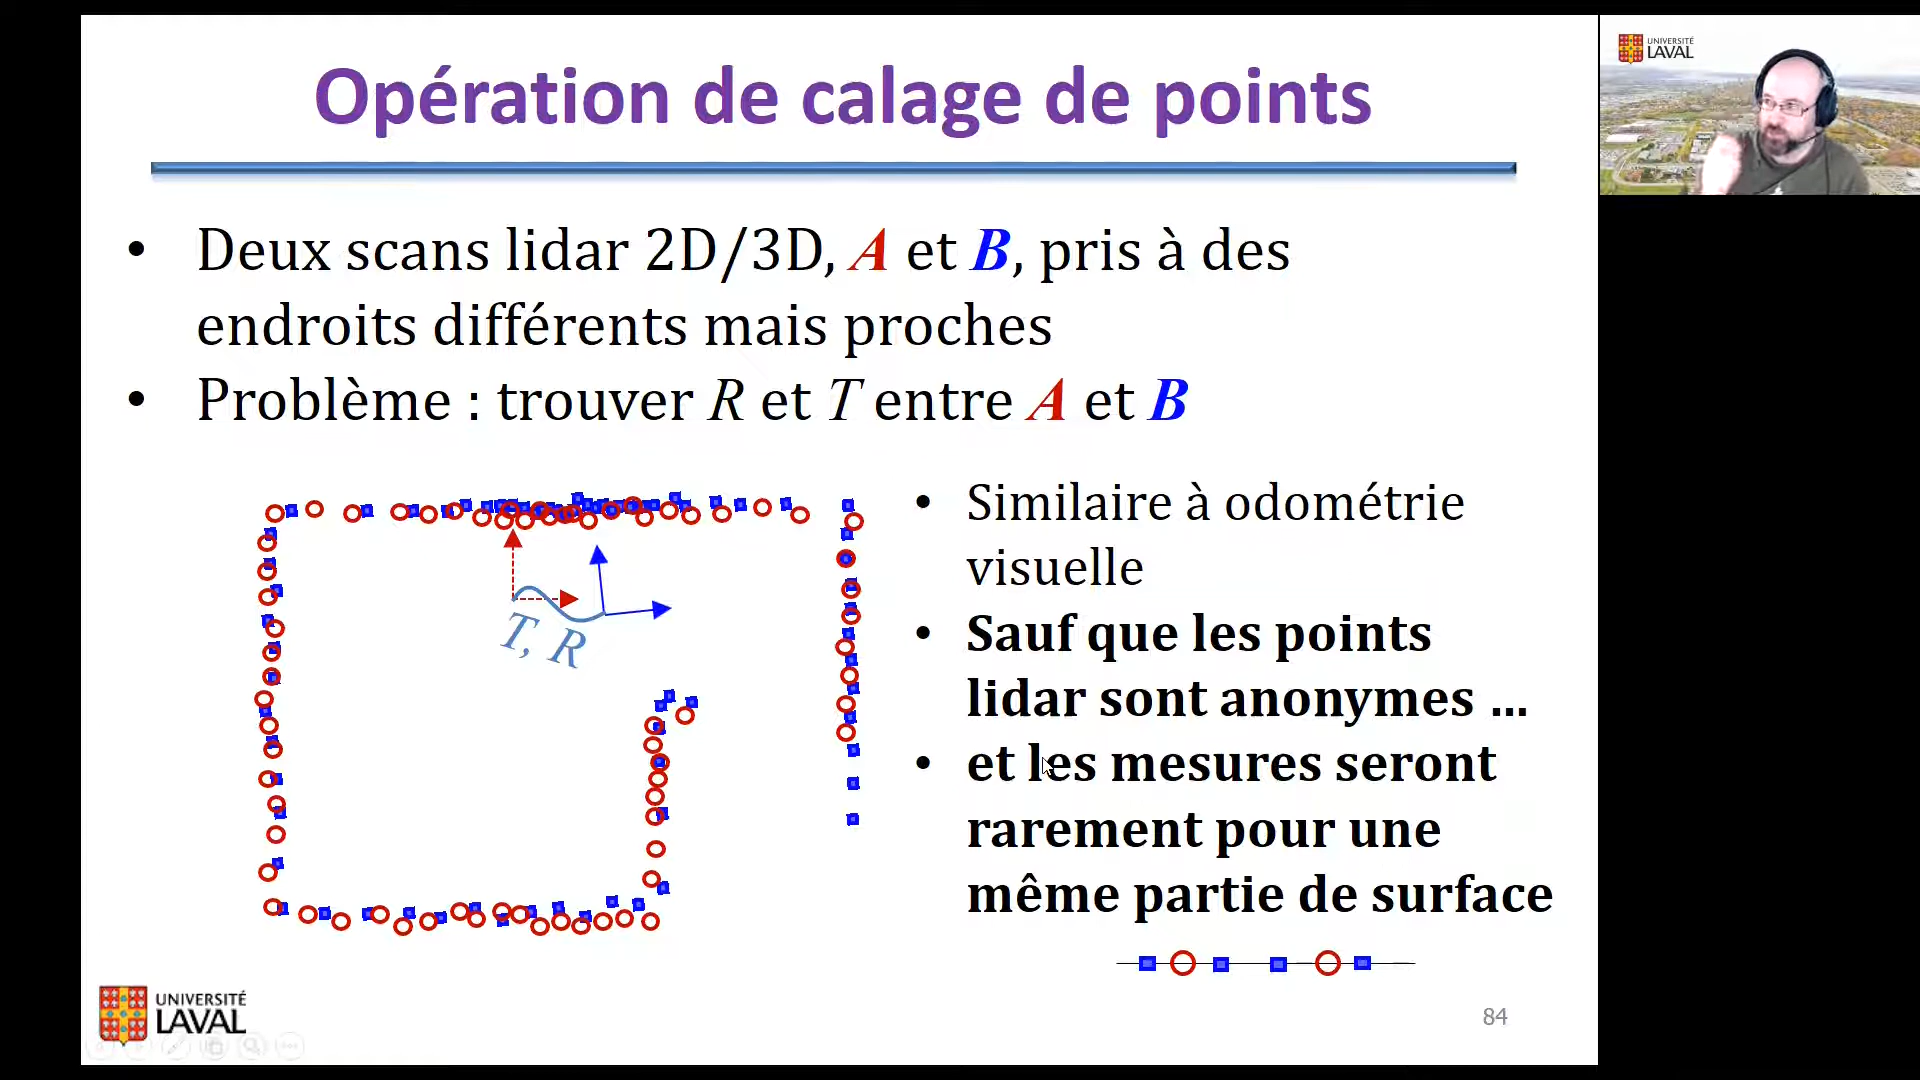 Opération de calage de points
• Deux scans lidar 2D/3D, A et B, pris à des
endroits différents mais proches
• Problème : trouver R et T entre A et B
• Similaire à odométrie
visuelle
• Sauf que les points
lidar sont anonymes ...
• et les mesures seront
rarement pour une
même partie de surface
T, R
UNIVERSITÉ
LAVAL
84
UNIVERSITÉ
LAVAL